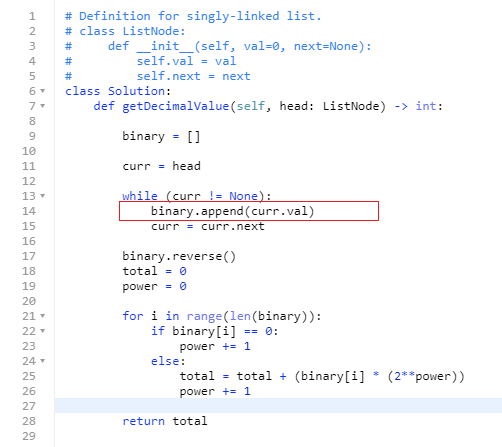 1 # Definition for singly-linked list.
2 # class ListNode:
3 #     def __init__(self, val=0, next=None):
4 #         self.val = val
5 #         self.next = next
6 class Solution:
7     def getDecimalValue(self, head: ListNode) -> int:
8
9         binary = []
10
11         curr = head
12
13         while (curr != None):
14             binary.append(curr.val)
15             curr = curr.next
16
17         binary.reverse()
18         total = 0
19         power = 0
20
21         for i in range(len(binary)):
22             if binary[i] == 0:
23                 power += 1
24             else:
25                 total = total + (binary[i] * (2**power))
26                 power += 1
27
28         return total
29